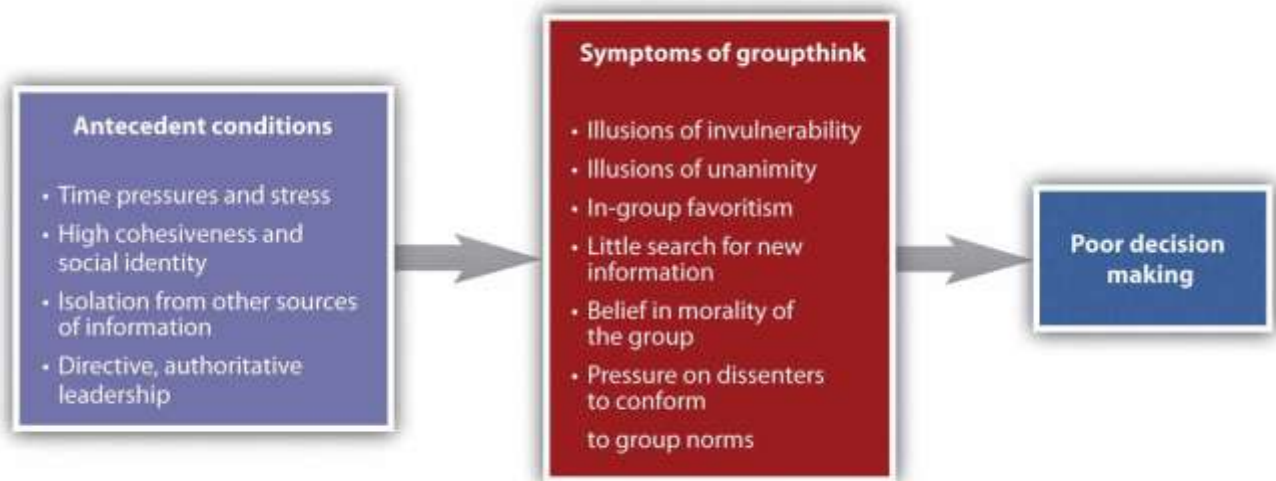 Antecedent conditions
• Time pressures and stress
• High cohesiveness and
social identity
• Isolation from other sources
of information
• Directive, authoritative
leadership
Symptoms of groupthink
• Illusions of invulnerability
• Illusions of unanimity
• In-group favoritism
• Little search for new
information
• Belief in morality of
the group
• Pressure on dissenters
to conform
to group norms
Poor decision
making